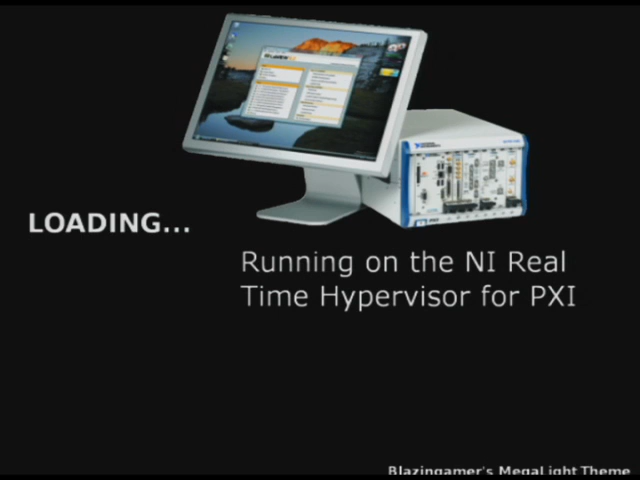 LOADING...
Running on the NI Real
Time Hypervisor for PXI
Blazingamer's MegaLight Theme